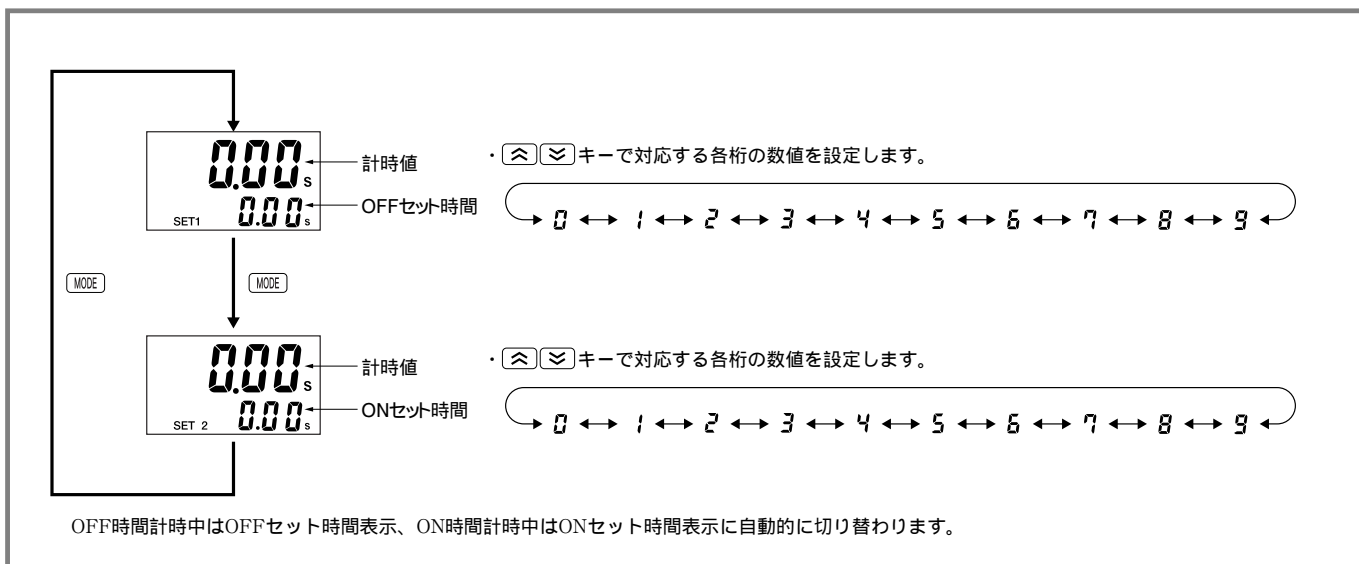 0.00 s
計時値
SET1 0.00 s
OFFセット時間
・キーで対応する各桁の数値を設定します。
0 1 2 3 4 5 6 7 8 9
MODE
MODE
0.00 s
計時値
SET 2 0.00 s
ONセット時間
・キーで対応する各桁の数値を設定します。
0 1 2 3 4 5 6 7 8 9
OFF時間計時中はOFFセット時間表示、ON時間計時中はONセット時間表示に自動的に切り替わります。